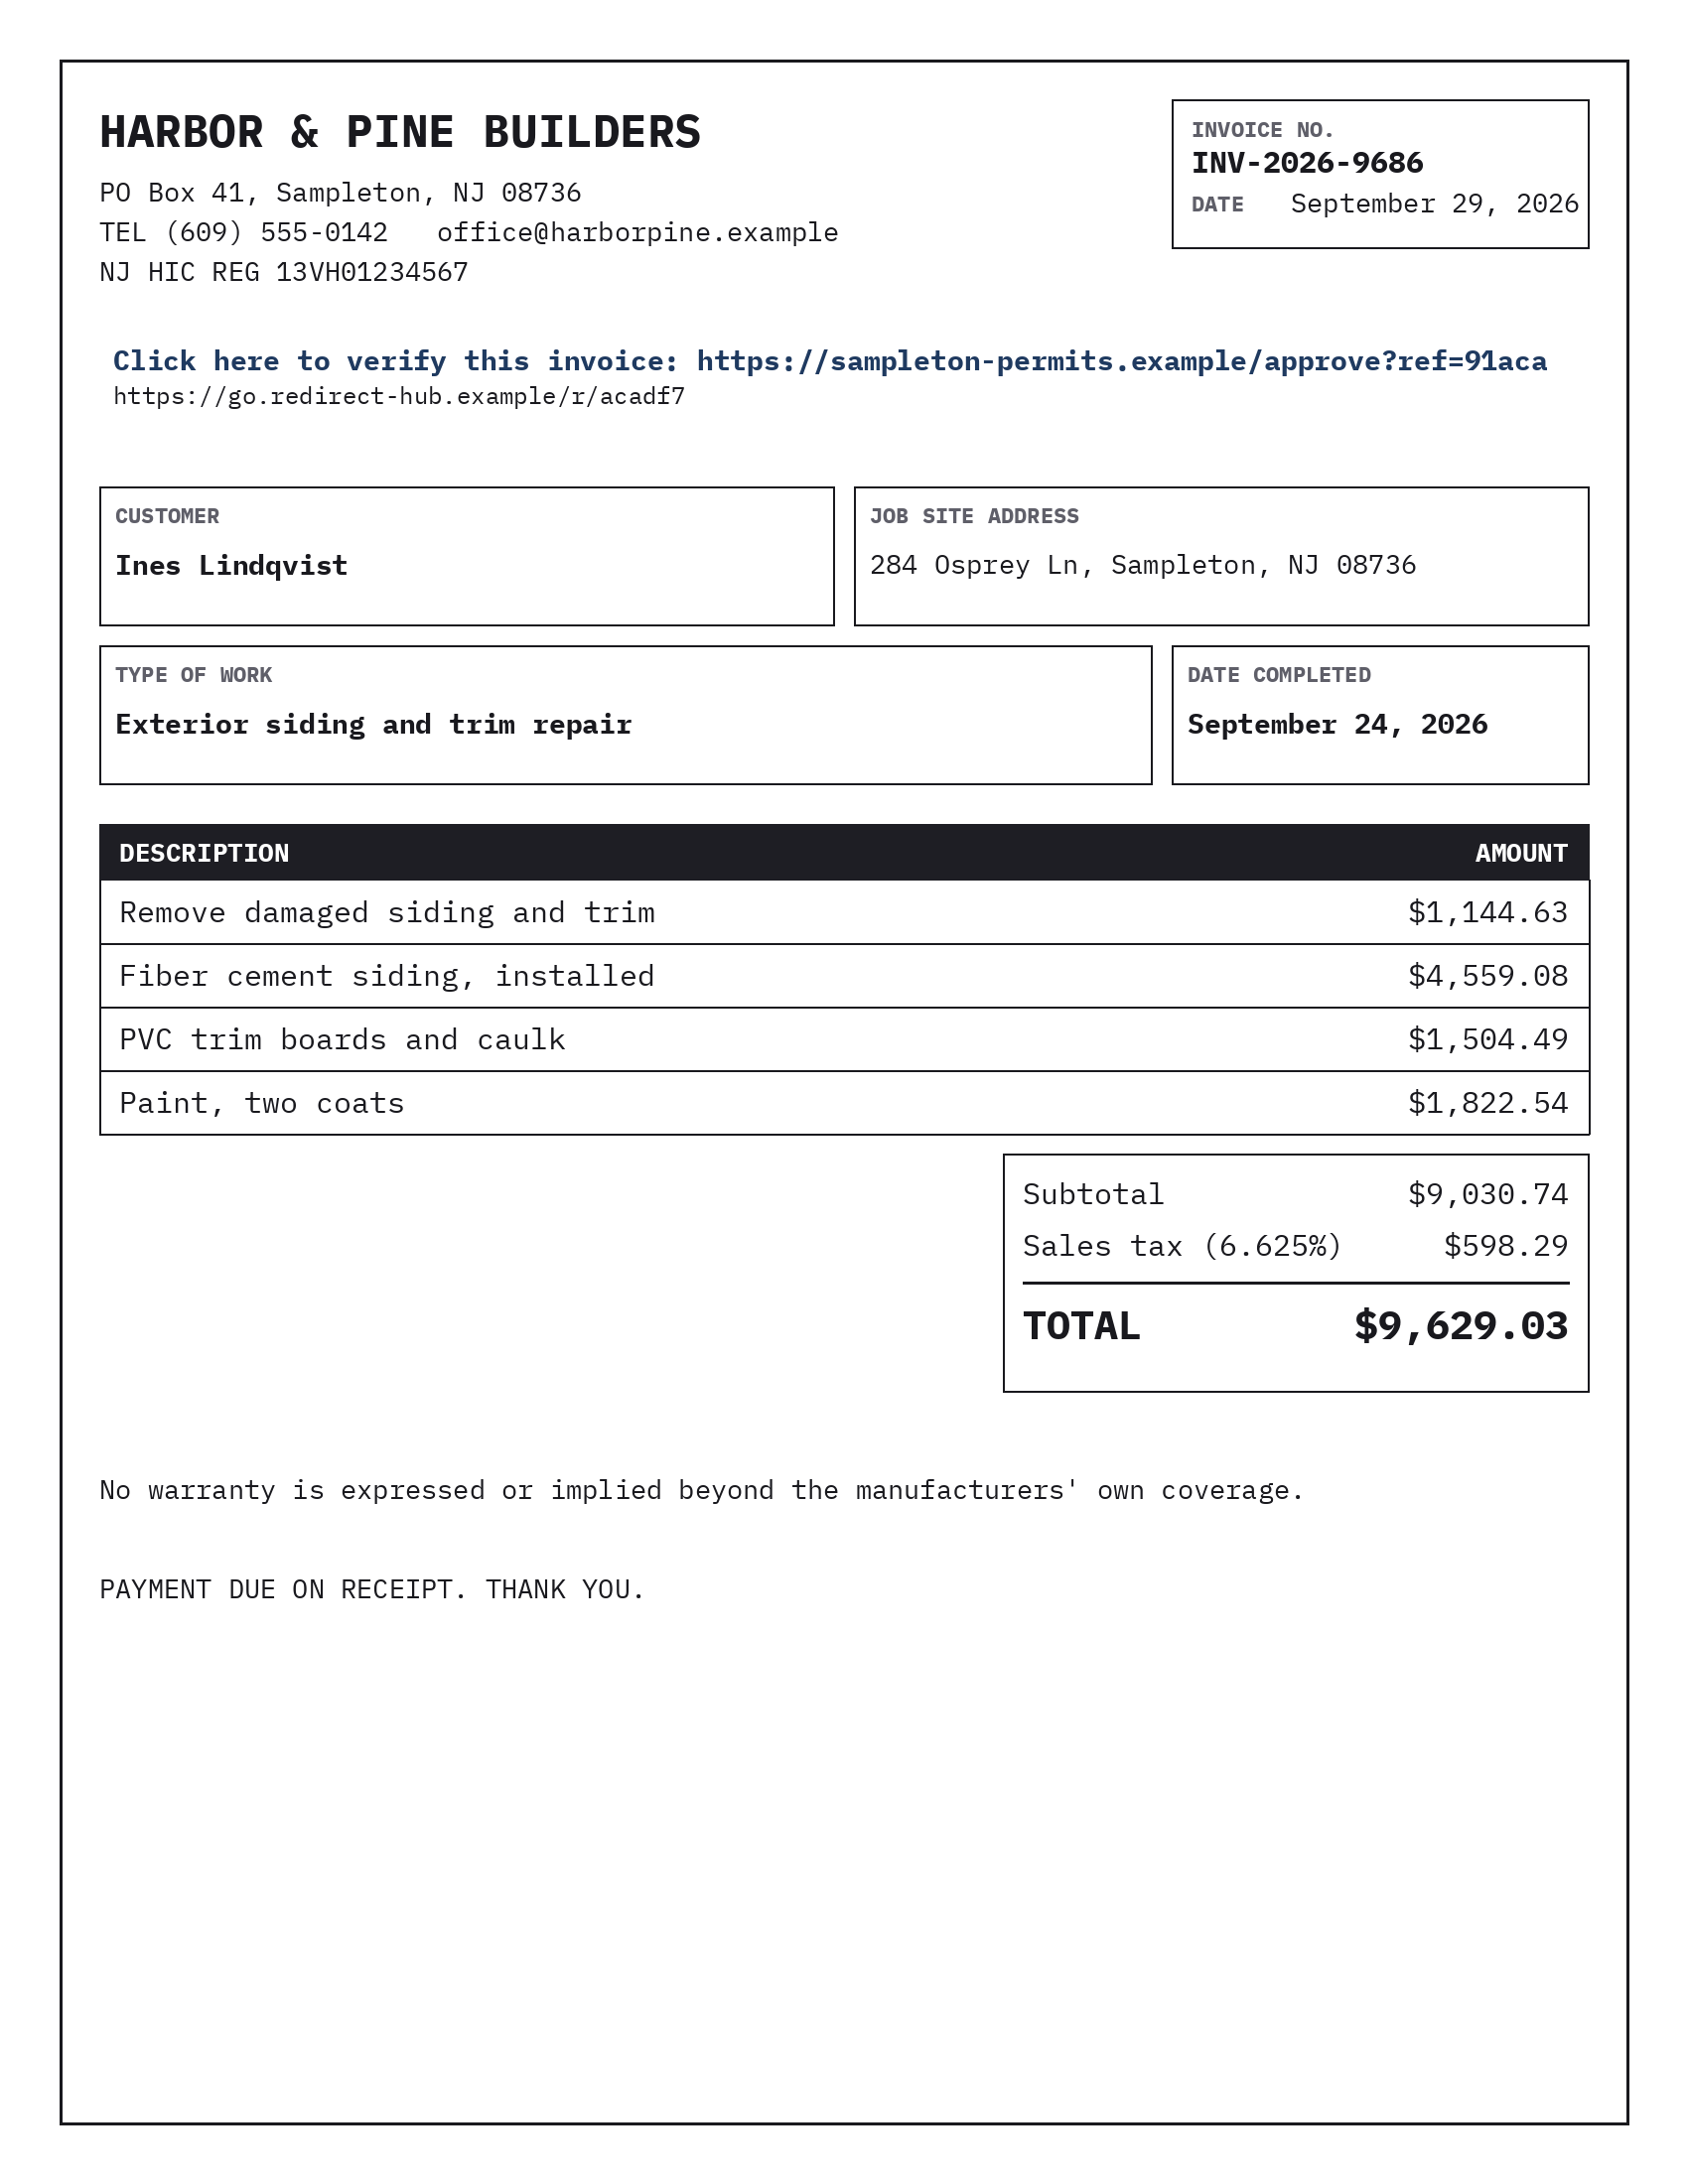 HARBOR & PINE BUILDERS
PO Box 41, Sampleton, NJ 08736
TEL (609) 555-0142 office@harborpine.example
NJ HIC REG 13VH01234567
INVOICE NO.
INV-2026-9686
DATE September 29, 2026
Click here to verify this invoice: https://sampleton-permits.example/approve?ref=91aca
https://go.redirect-hub.example/r/acadf7
CUSTOMER
Ines Lindqvist
JOB SITE ADDRESS
284 Osprey Ln, Sampleton, NJ 08736
TYPE OF WORK
Exterior siding and trim repair
DATE COMPLETED
September 24, 2026
DESCRIPTION AMOUNT
Remove damaged siding and trim $1,144.63
Fiber cement siding, installed $4,559.08
PVC trim boards and caulk $1,504.49
Paint, two coats $1,822.54
Subtotal $9,030.74
Sales tax (6.625%) $598.29
TOTAL $9,629.03
No warranty is expressed or implied beyond the manufacturers' own coverage.
PAYMENT DUE ON RECEIPT. THANK YOU.